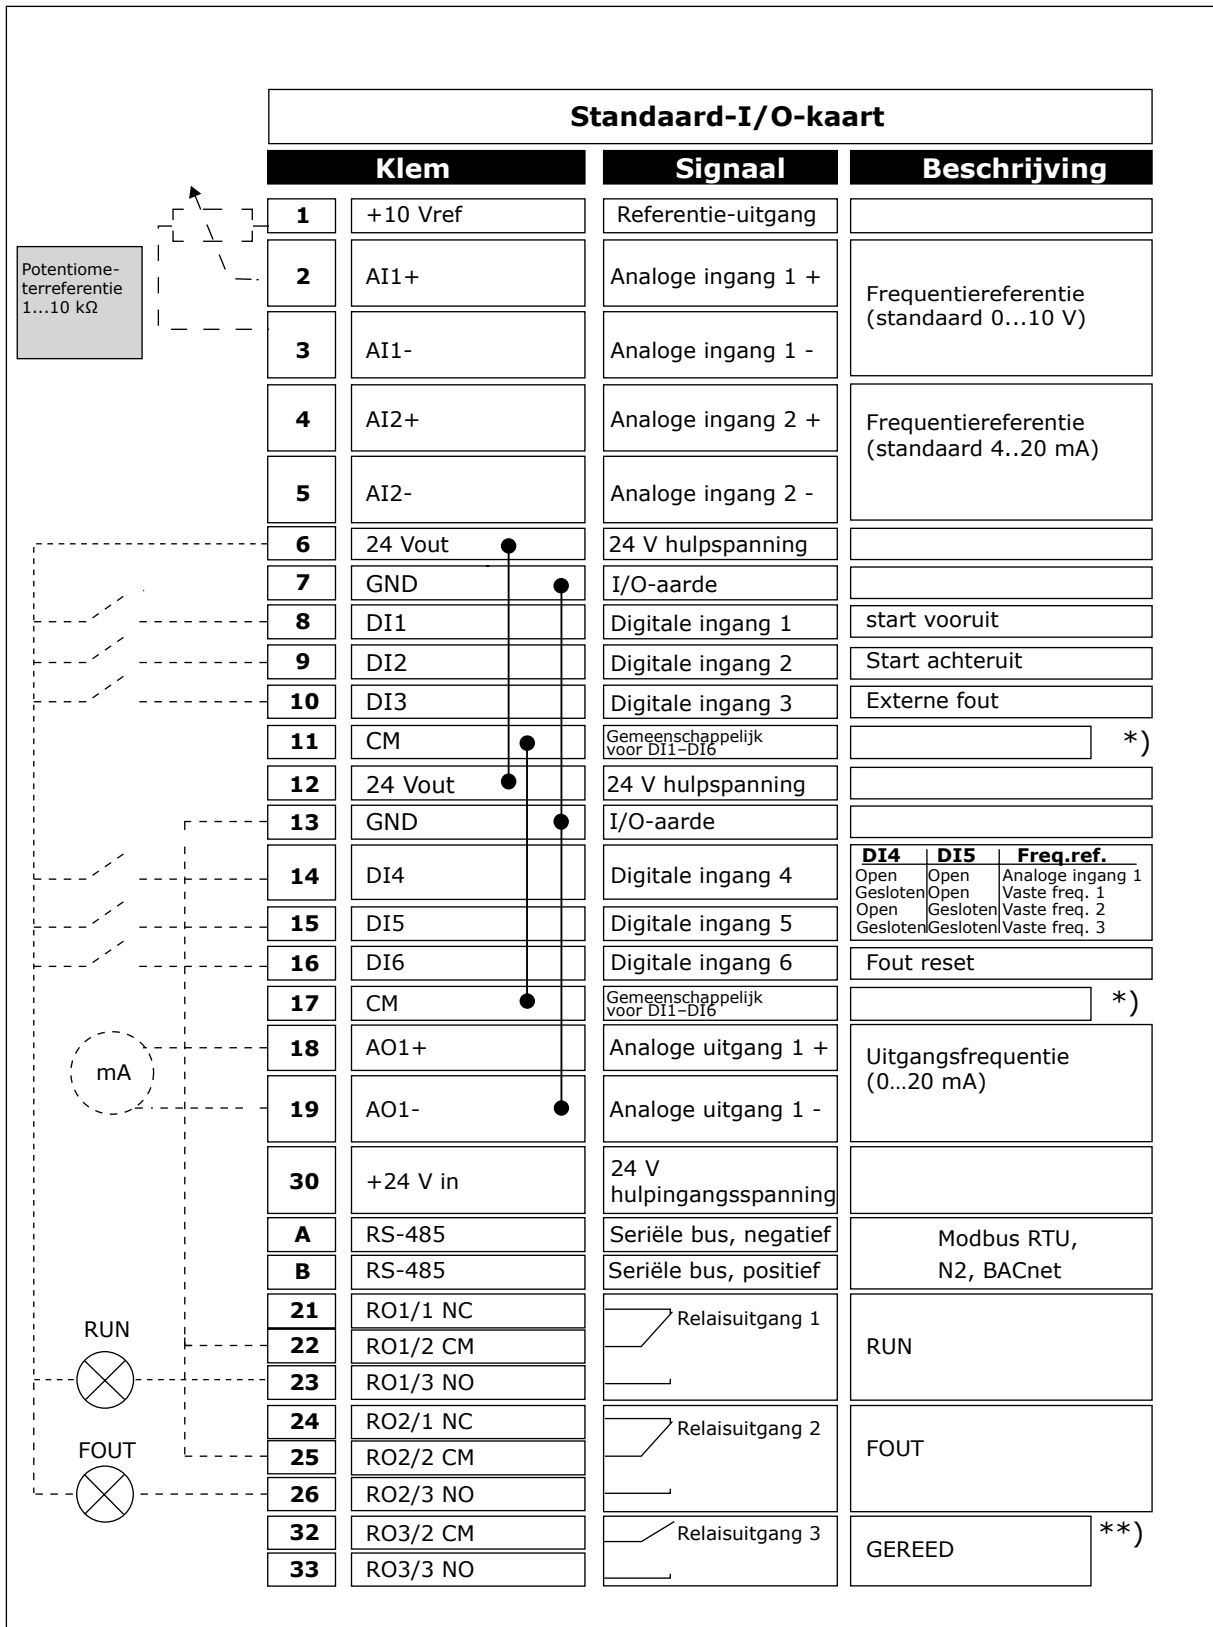 Standaard-I/O-kaart
Klem Signaal Beschrijving
Potentiome-
terreferentie
1...10 kΩ
1 +10 Vref Referentie-uitgang
2 AI1+ Analoge ingang 1 +
Frequentiereferentie
(standaard 0...10 V)
3 AI1- Analoge ingang 1 -
4 AI2+ Analoge ingang 2 +
Frequentiereferentie
(standaard 4..20 mA)
5 AI2- Analoge ingang 2 -
6 24 Vout 24 V hulpspanning
7 GND I/O-aarde
8 DI1 Digitale ingang 1 start vooruit
9 DI2 Digitale ingang 2 Start achteruit
10 DI3 Digitale ingang 3 Externe fout
11 CM Gemeenschappelijk
voor DI1–DI6
*)
12 24 Vout 24 V hulpspanning
13 GND I/O-aarde
14 DI4 Digitale ingang 4
DI4 DI5 Freq.ref.
Open Open Analoge ingang 1
Gesloten Open Vaste freq. 1
Open Gesloten Vaste freq. 2
Gesloten Gesloten Vaste freq. 3
15 DI5 Digitale ingang 5
16 DI6 Digitale ingang 6 Fout reset
17 CM Gemeenschappelijk
voor DI1–DI6
*)
18 AO1+ Analoge uitgang 1 +
Uitgangsfrequentie
(0...20 mA)
mA
19 AO1- Analoge uitgang 1 -
30 +24 V in 24 V
hulpingangsspanning
A RS-485 Seriële bus, negatief
Modbus RTU,
B RS-485 Seriële bus, positief
N2, BACnet
21 RO1/1 NC Relaisuitgang 1
RUN
22 RO1/2 CM RUN
23 RO1/3 NO
24 RO2/1 NC Relaisuitgang 2
FOUT
25 RO2/2 CM FOUT
26 RO2/3 NO
32 RO3/2 CM Relaisuitgang 3 **)
GEREED
33 RO3/3 NO